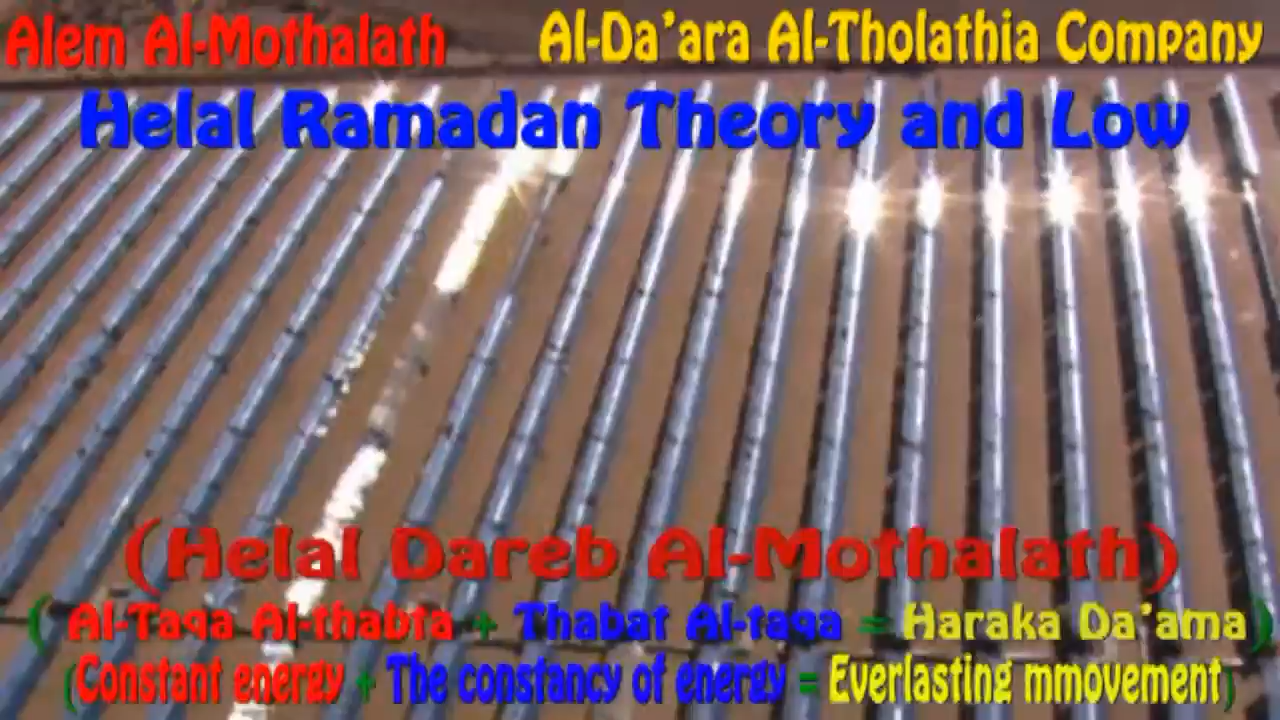 Alem Al-Mothalath Al-Da'ara Al-Tholathia Company
Helal Ramadan Theory and Low
(Helal Dareb Al-Mothalath)
( Al-Taqa Al-thabta + Thabat Al-taqa = Haraka Da'ama)
(Constant energy + The constancy of energy = Everlasting mmovement)